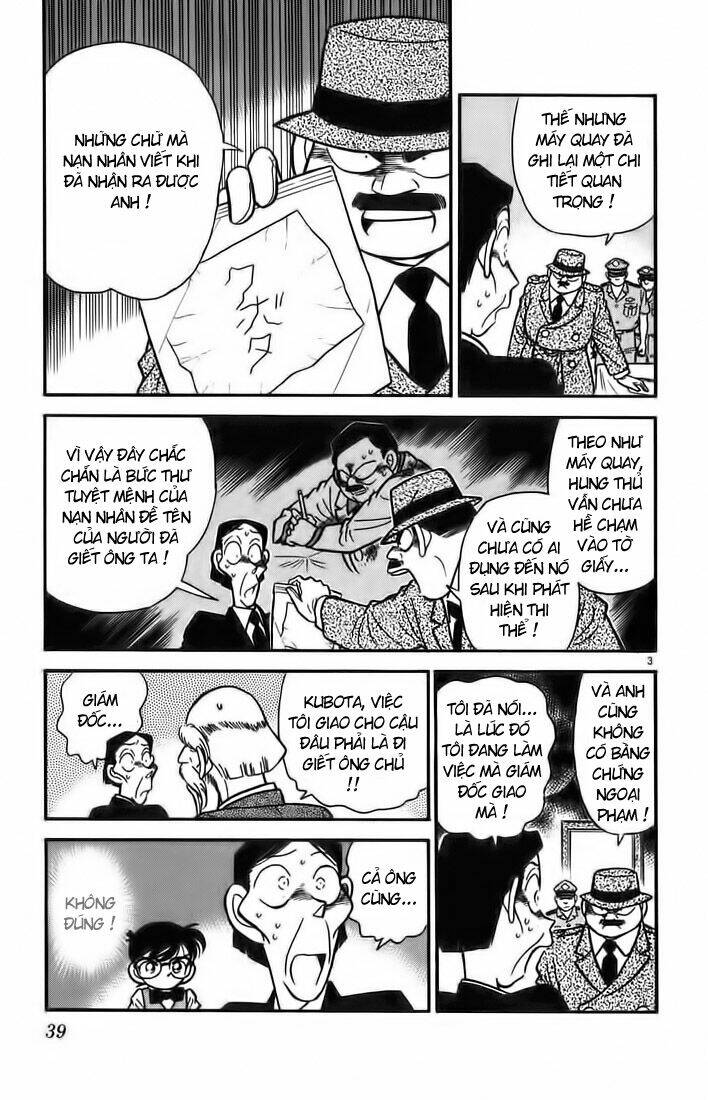 THẾ NHƯNG
MÁY QUAY ĐÃ
GHI LẠI MỘT CHI
TIẾT QUAN
TRỌNG !
NHỮNG CHỮ MÀ
NẠN NHÂN VIẾT KHI
ĐÃ NHẬN RA ĐƯỢC
ANH !
THEO NHƯ
MÁY QUAY,
HUNG THỦ
VẪN CHƯA
HỀ CHẠM
VÀO TỜ
GIẤY...
VÀ CŨNG
CHƯA CÓ AI
ĐỤNG ĐẾN NÓ
SAU KHI PHÁT
HIỆN THI
THỂ !
VÌ VẬY ĐÂY CHẮC
CHẮN LÀ BỨC THƯ
TUYỆT MỆNH CỦA
NẠN NHÂN ĐỀ TÊN
CỦA NGƯỜI ĐÃ
GIẾT ÔNG TA !
3
VÀ ANH
CŨNG
KHÔNG
CÓ BẰNG
CHỨNG
NGOẠI
PHẠM !
TÔI ĐÃ NÓI...
LÀ LÚC ĐÓ
TÔI ĐANG LÀM
VIỆC MÀ GIÁM
ĐỐC GIAO
MÀ !
KUBOTA, VIỆC
TÔI GIAO CHO CẬU
ĐÂU PHẢI LÀ ĐI
GIẾT ÔNG CHỦ
!!
GIÁM
ĐỐC...
CẢ ÔNG
CŨNG...
KHÔNG
ĐÚNG !
39